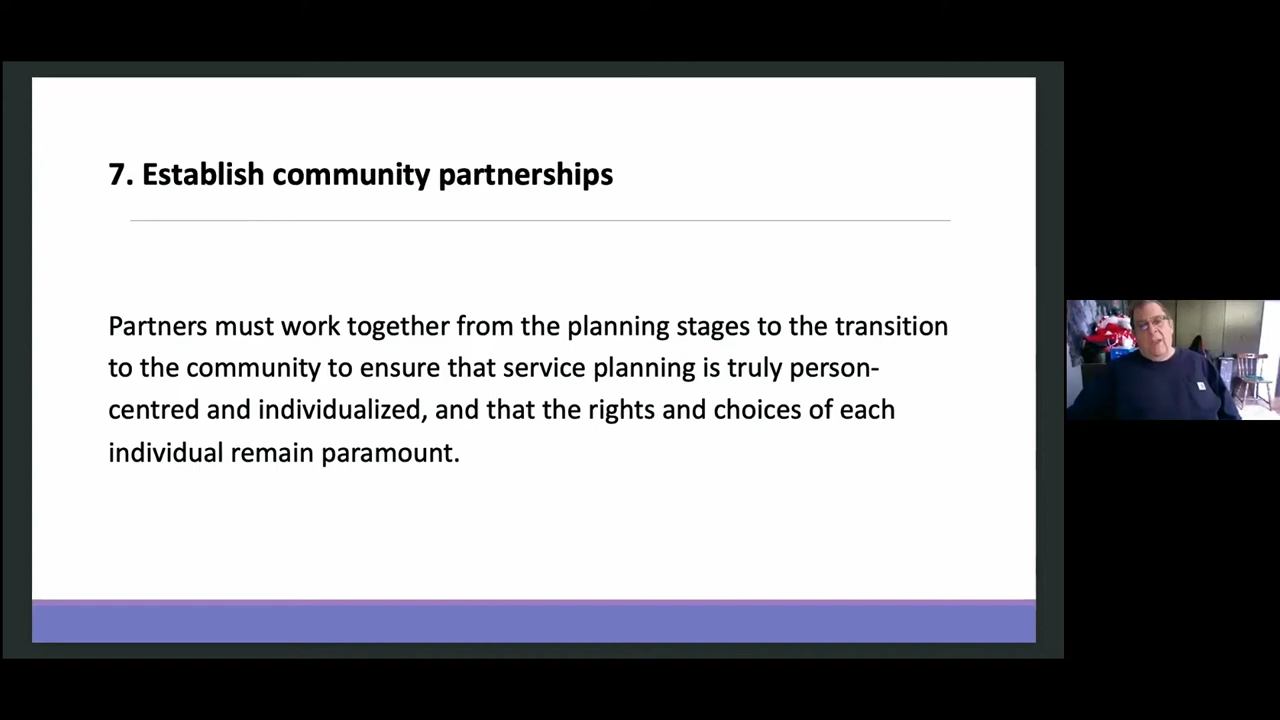 7. Establish community partnerships
Partners must work together from the planning stages to the transition
to the community to ensure that service planning is truly person-
centred and individualized, and that the rights and choices of each
individual remain paramount.